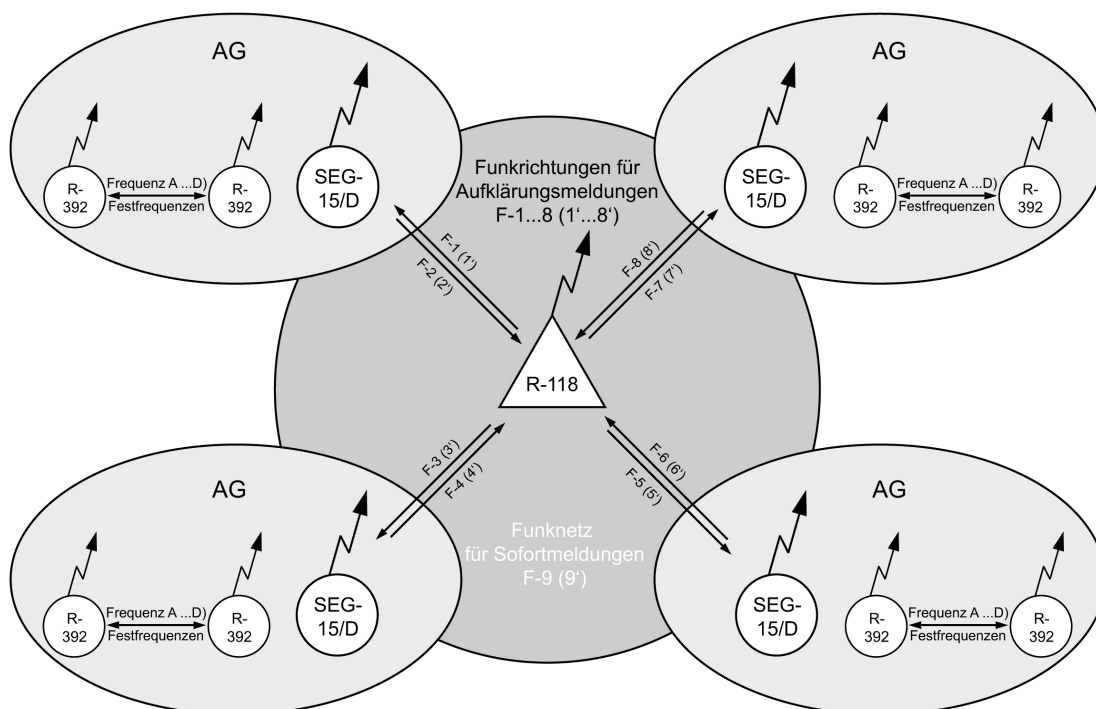 AG
R-
392
Frequenz A ...D)
Festfrequenzen
R-
392
SEG-
15/D
Funkrichtungen für
Aufklärungsmeldungen
F-1...8 (1‘...8‘)
AG
SEG-
15/D
R-
392
Frequenz A ...D)
Festfrequenzen
R-
392
F-1 (1‘)
F-2 (2‘)
F-8 (8‘)
F-7 (7‘)
R-118
F-3 (3‘)
F-4 (4‘)
F-6 (6‘)
F-5 (5‘)
AG
R-
392
Frequenz A ...D)
Festfrequenzen
R-
392
SEG-
15/D
Funknetz
für Sofortmeldungen
F-9 (9‘)
AG
SEG-
15/D
R-
392
Frequenz A ...D)
Festfrequenzen
R-
392